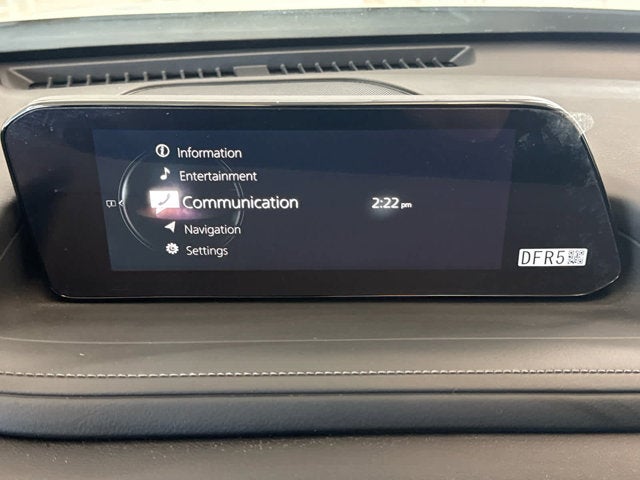 Information
Entertainment
Communication
2:22 pm
Navigation
Settings
DFR5